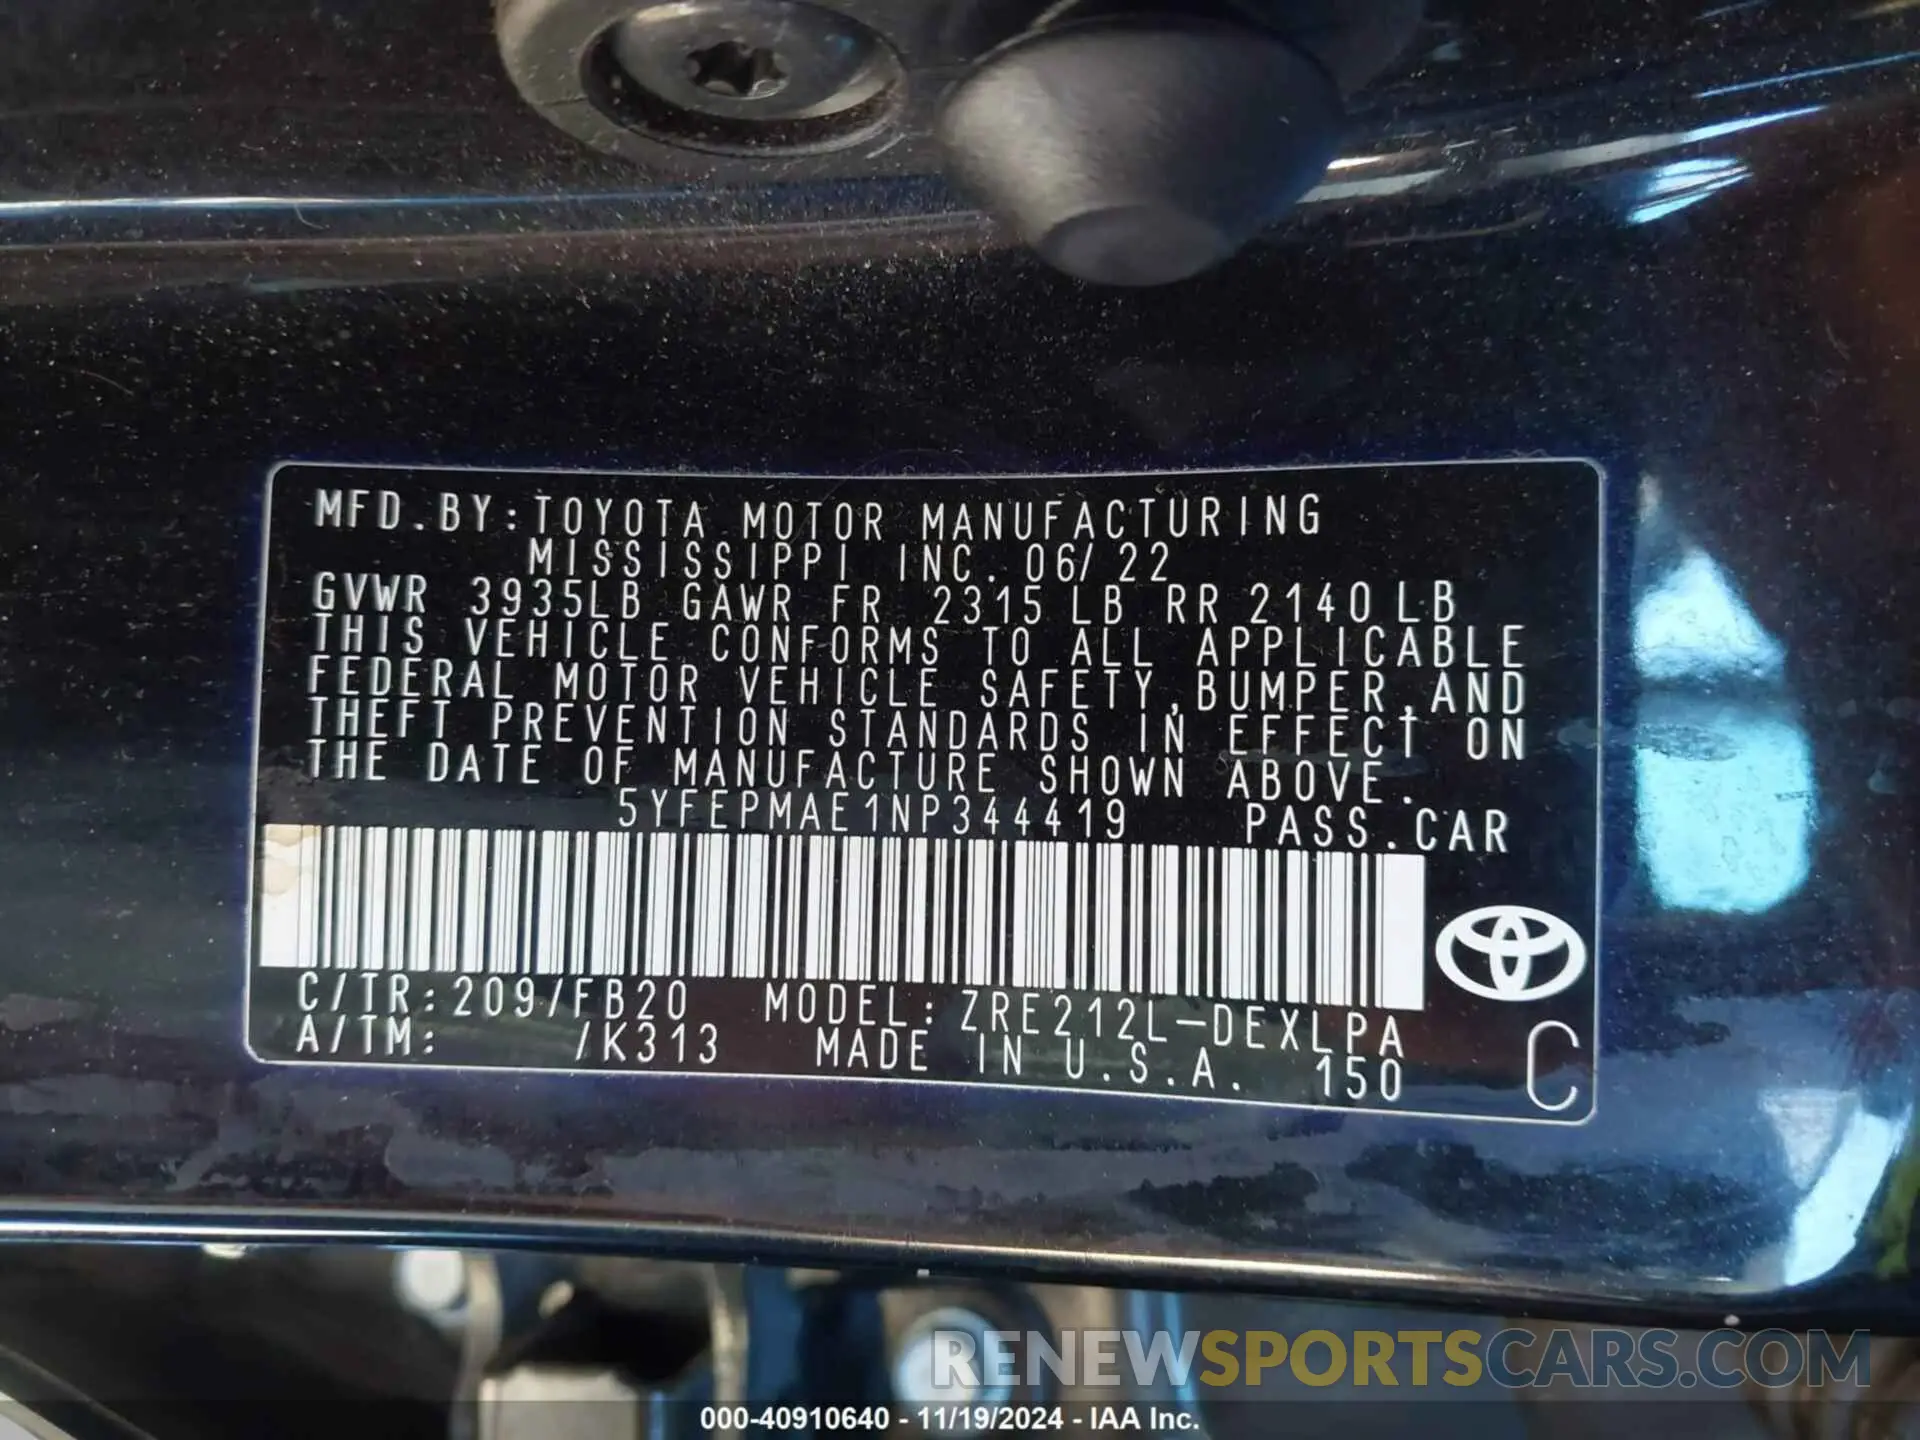 MFD.BY:TOYOTA MOTOR MANUFACTURING
MISSISSIPPI INC. 06/22
GVWR 3935LB GAWR FR 2315 LB RR 2140 LB
THIS VEHICLE CONFORMS TO ALL APPLICABLE
FEDERAL MOTOR VEHICLE SAFETY,BUMPER,AND
THEFT PREVENTION STANDARDS IN EFFECT ON
THE DATE OF MANUFACTURE SHOWN ABOVE.
5YFEPMAE1NP344419 PASS.CAR
C/TR:209/FB20 MODEL:ZRE212L-DEXLPA
A/TM: /K313 MADE IN U.S.A. 150
C
RENEWSPORTSCARS.COM
000-40910640 - 11/19/2024 - IAA Inc.